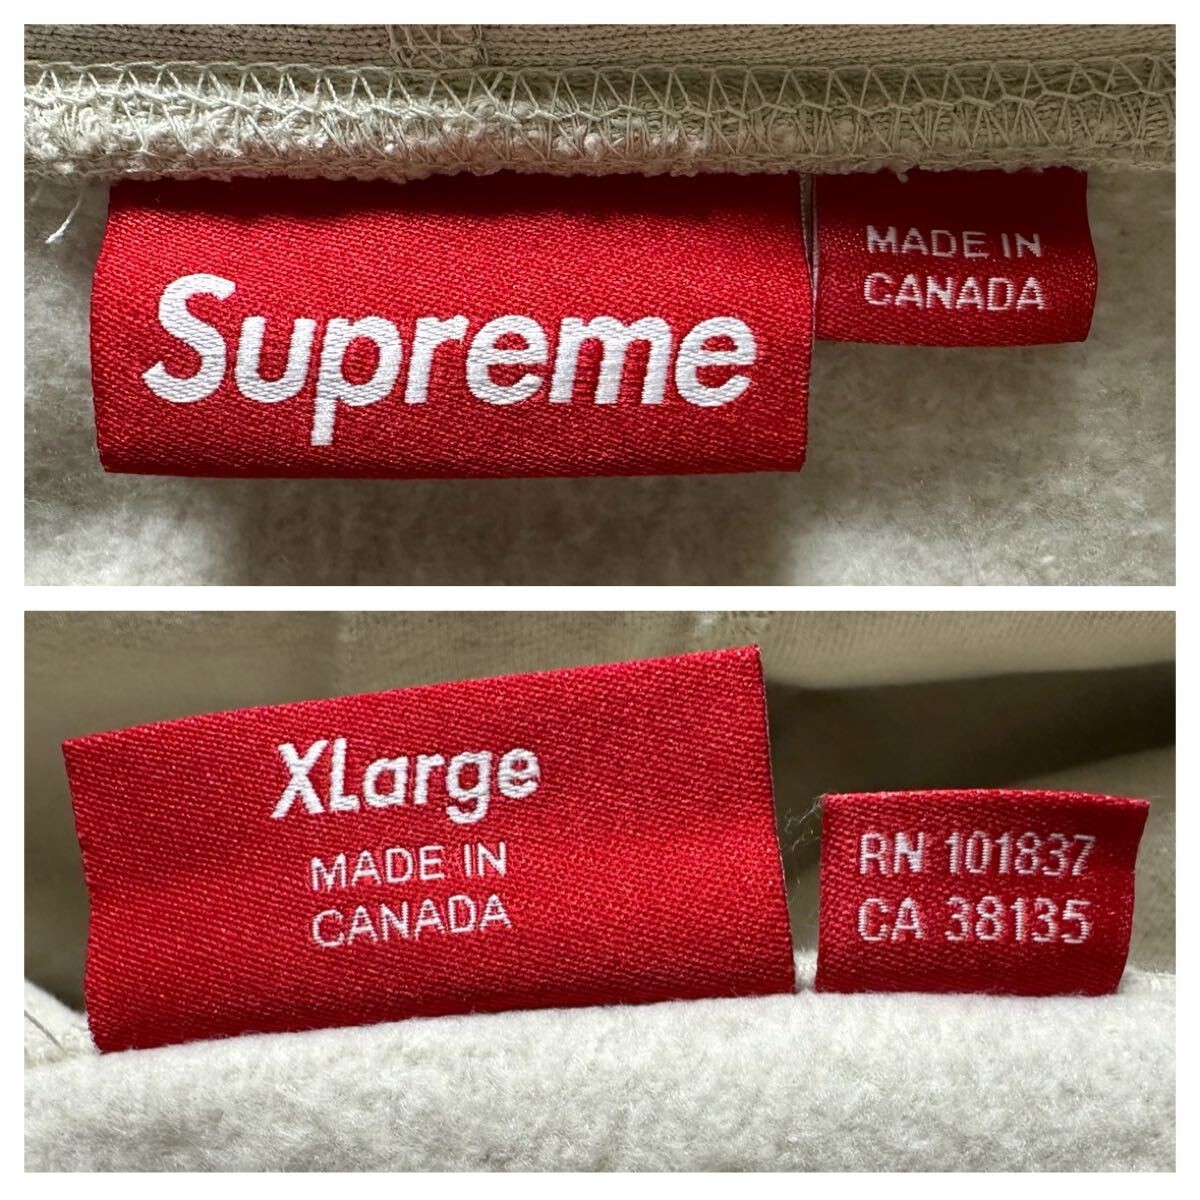 Supreme
MADE IN
CANADA
XLarge
MADE IN
CANADA
RN 101837
CA 38135